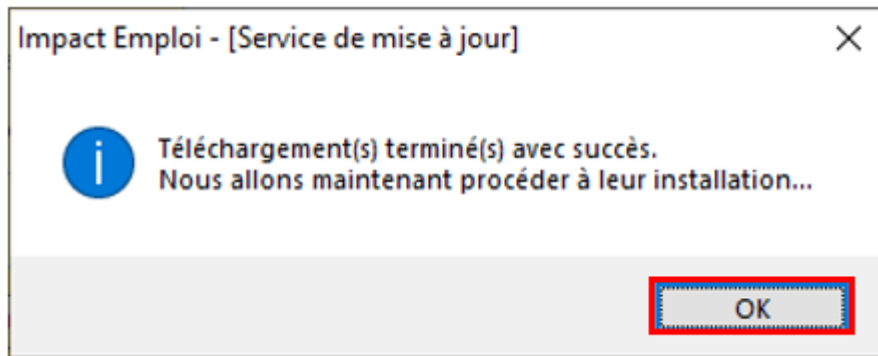 Impact Emploi - [Service de mise à jour]
Téléchargement(s) terminé(s) avec succès.
Nous allons maintenant procéder à leur installation...
OK